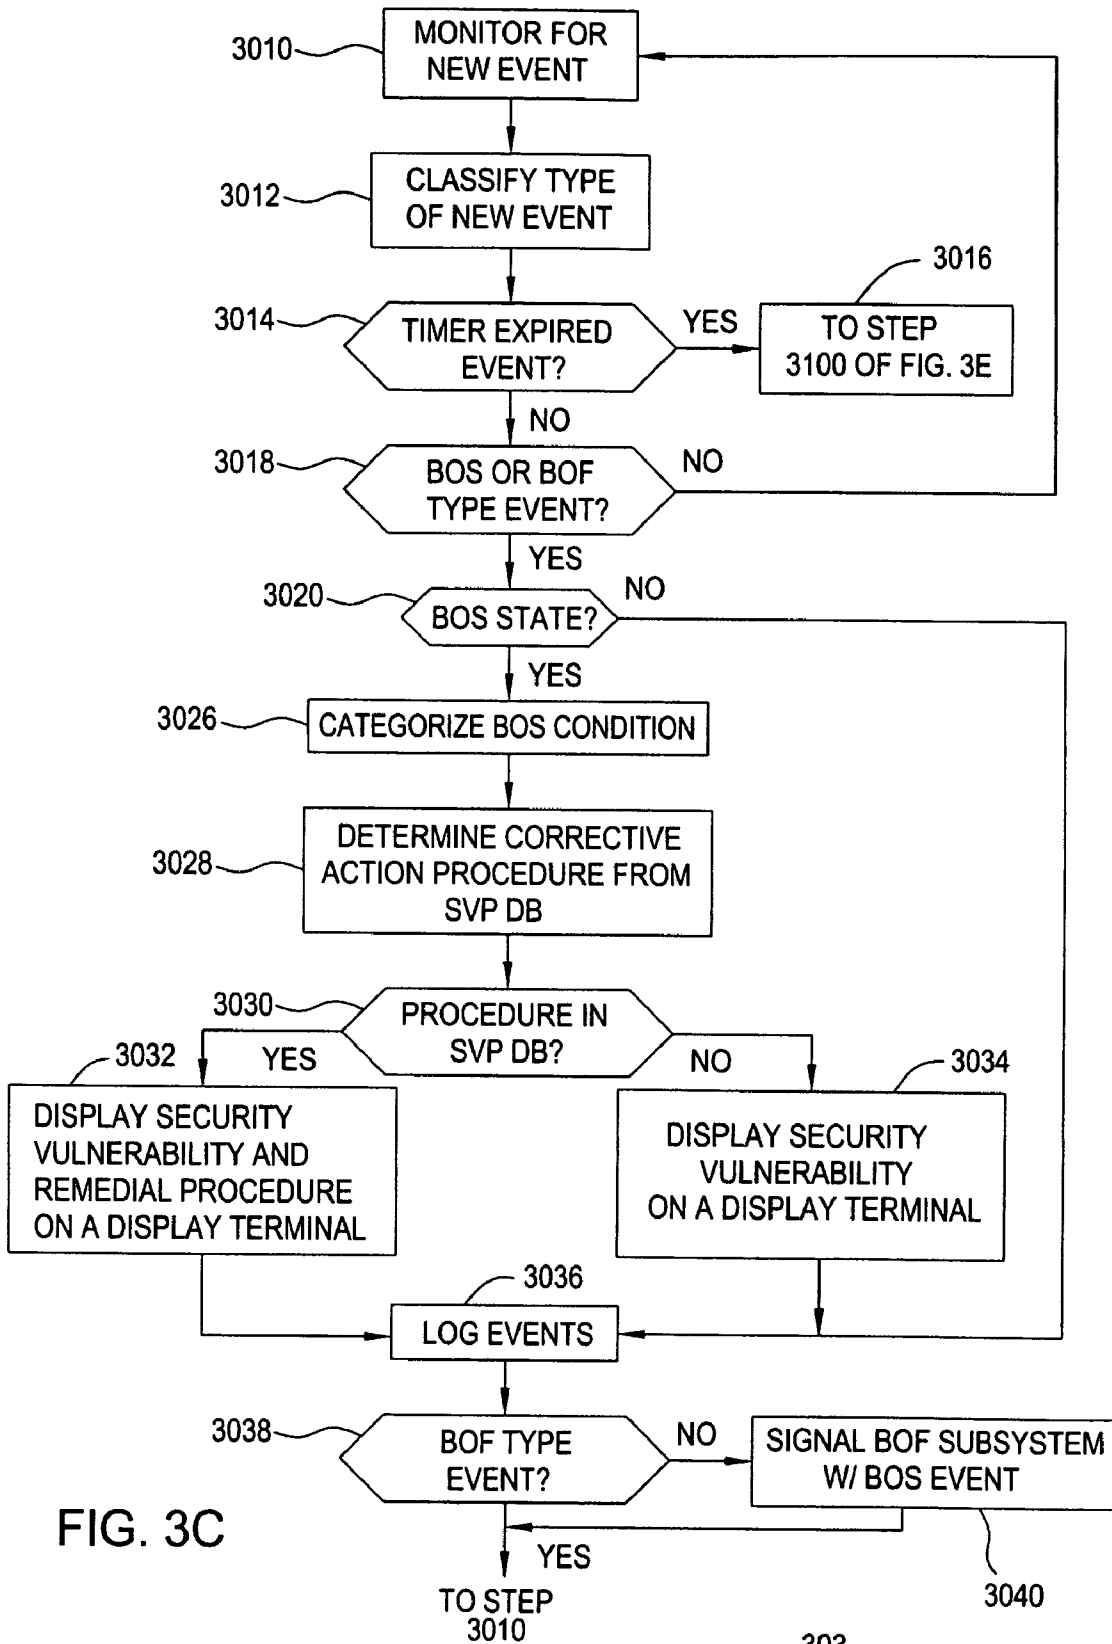 3010
MONITOR FOR
NEW EVENT
3012
CLASSIFY TYPE
OF NEW EVENT
3014
TIMER EXPIRED
EVENT?
YES
3016
TO STEP
3100 OF FIG. 3E
NO
3018
BOS OR BOF
TYPE EVENT?
NO
YES
3020
BOS STATE?
NO
YES
3026
CATEGORIZE BOS CONDITION
3028
DETERMINE CORRECTIVE
ACTION PROCEDURE FROM
SVP DB
3030
PROCEDURE IN
SVP DB?
YES
NO
3032
DISPLAY SECURITY
VULNERABILITY AND
REMEDIAL PROCEDURE
ON A DISPLAY TERMINAL
3034
DISPLAY SECURITY
VULNERABILITY
ON A DISPLAY TERMINAL
3036
LOG EVENTS
3038
BOF TYPE
EVENT?
NO
SIGNAL BOF SUBSYSTEM
W/ BOS EVENT
3040
YES
FIG. 3C
TO STEP
3010